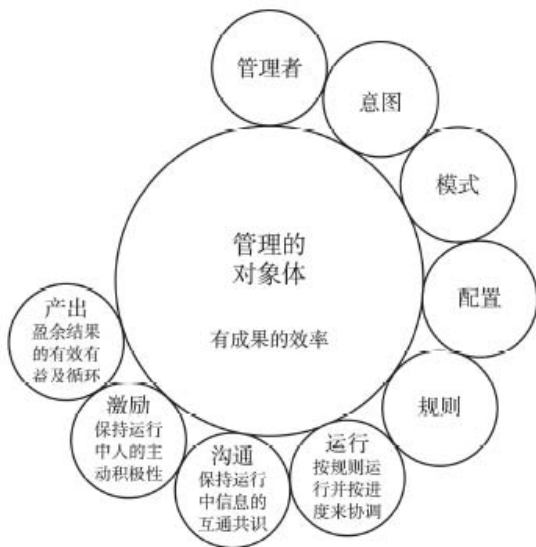 管理者
意图
模式
配置
规则
运行
按规则运
行并按进
度来协调
沟通
保持运行
中信息的
互通共识
激励
保持运行
中人的主
动积极性
产出
盈余结果
的有效有
益及循环
管理的
对象体
有成果的效率